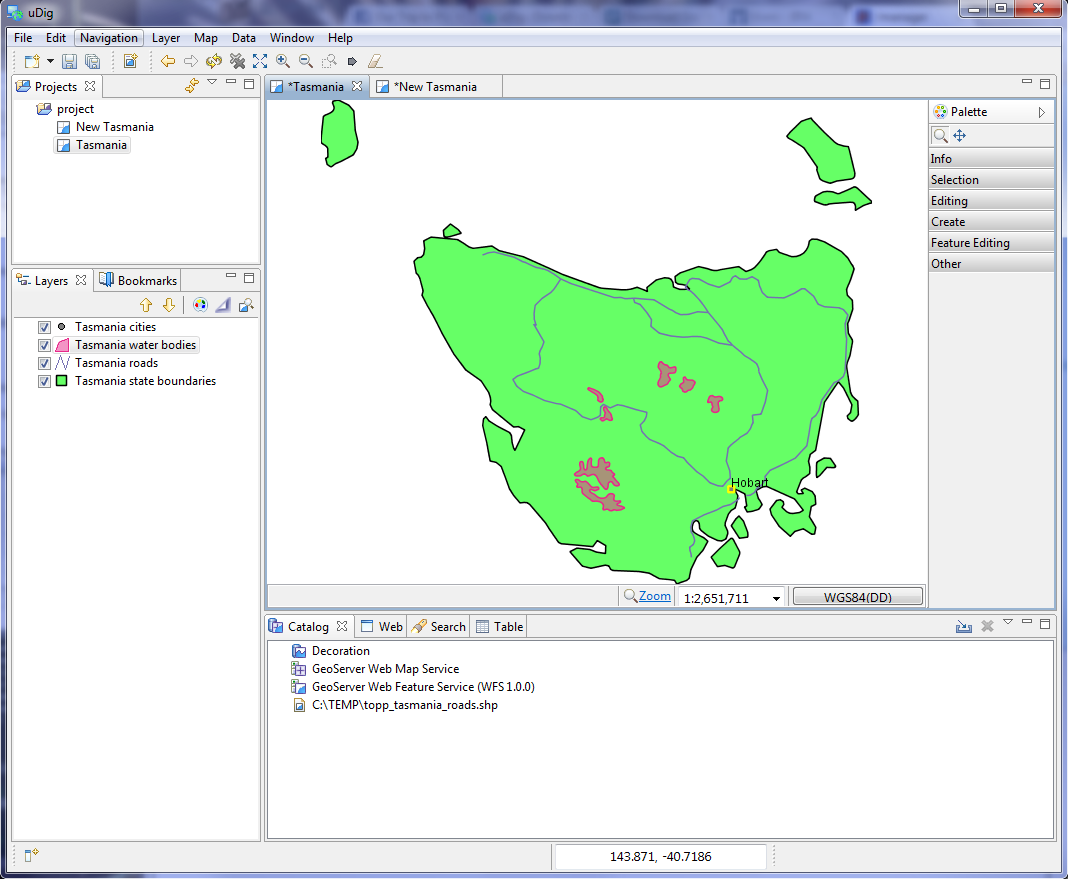 uDig
File Edit Navigation Layer Map Data Window Help
Projects
project
New Tasmania
Tasmania
Layers Bookmarks
Tasmania cities
Tasmania water bodies
Tasmania roads
Tasmania state boundaries
*Tasmania *New Tasmania
Hobart
Palette
Info
Selection
Editing
Create
Feature Editing
Other
Zoom 1:2,651,711 WGS84(DD)
Catalog Web Search Table
Decoration
GeoServer Web Map Service
GeoServer Web Feature Service (WFS 1.0.0)
C:\TEMP\topp_tasmania_roads.shp
143.871, -40.7186